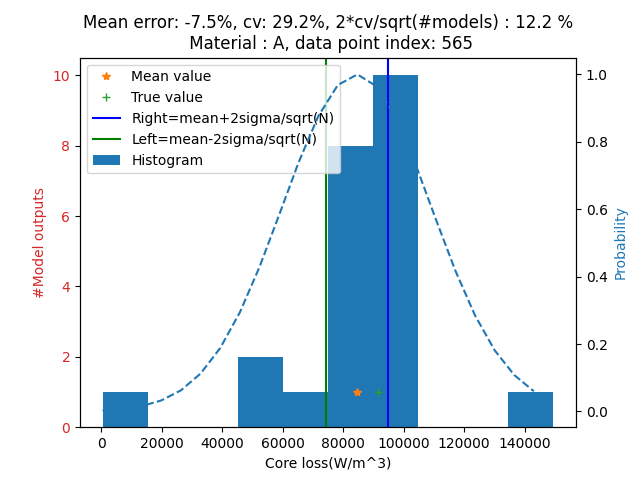 Mean error: -7.5%, cv: 29.2%, 2*cv/sqrt(#models) : 12.2 %
Material : A, data point index: 565
Mean value
True value
Right=mean+2sigma/sqrt(N)
Left=mean-2sigma/sqrt(N)
Histogram
#Model outputs
10
8
6
4
2
0
Probability
1.0
0.8
0.6
0.4
0.2
0.0
0 20000 40000 60000 80000 100000 120000 140000
Core loss(W/m^3)